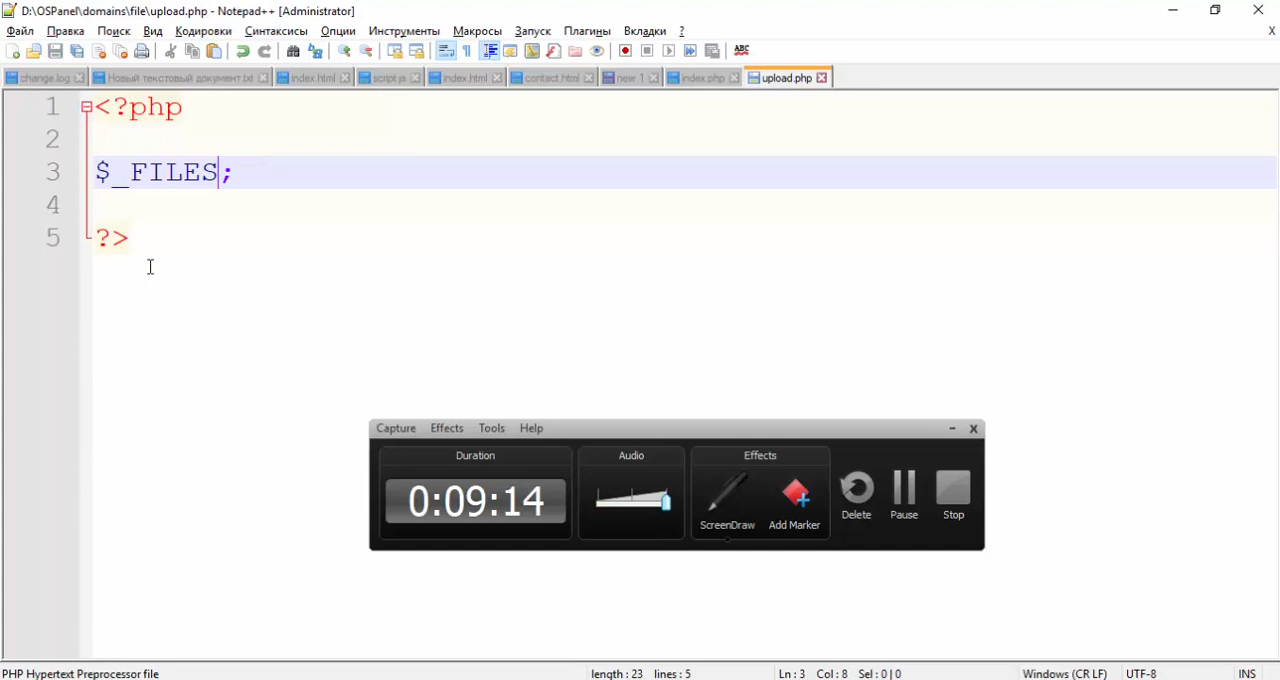 D:\OSPanel\domains\file\upload.php - Notepad++ [Administrator]
Файл Правка Поиск Вид Кодировки Синтаксисы Опции Инструменты Макросы Запуск Плагины Вкладки ? X
change.log Новый текстовый документ.txt index.html script.js index.html contact.html new 1 index.php upload.php
1 <?php
2
3 $_FILES;
4
5 ?>
Capture Effects Tools Help
Duration Audio Effects
0:09:14
ScreenDraw Add Marker Delete Pause Stop
PHP Hypertext Preprocessor file length : 23 lines : 5 Ln : 3 Col : 8 Sel : 0 | 0 Windows (CR LF) UTF-8 INS